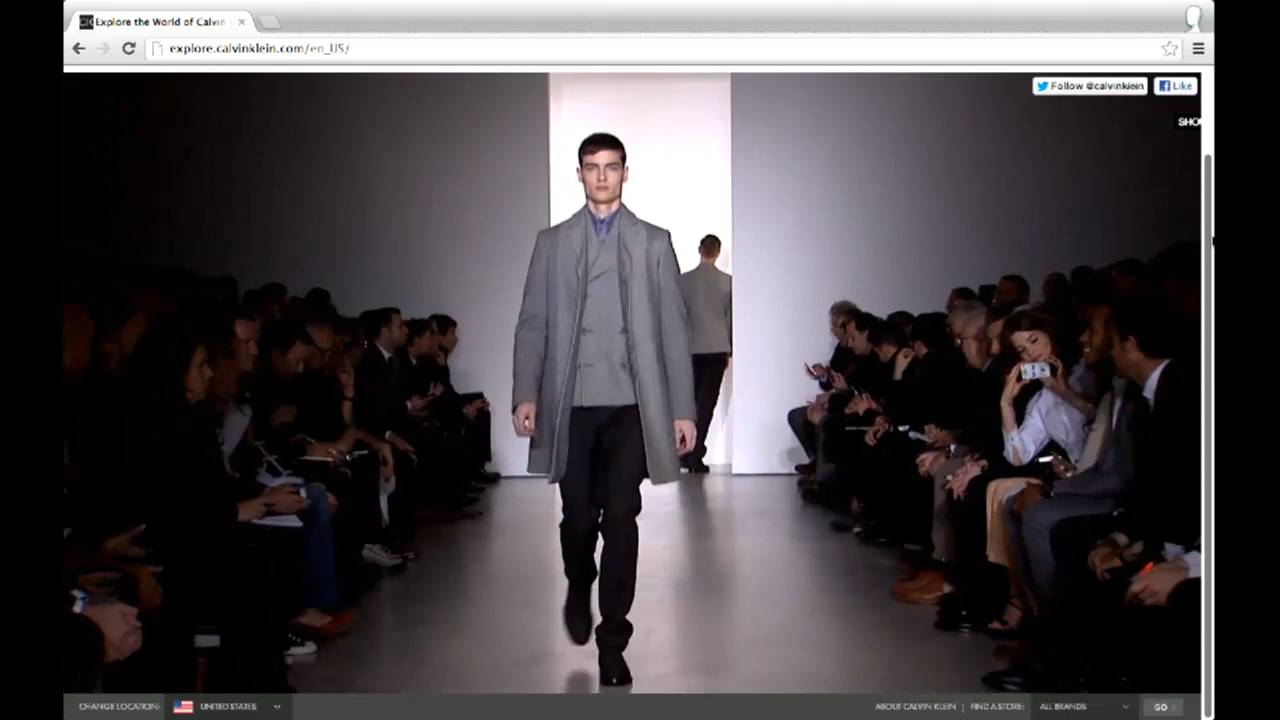 Explore the World of Calvin
explore.calvinklein.com/en_US/
Follow @calvinklein
Like
SHO
CHANGE LOCATION:
UNITED STATES
ABOUT CALVIN KLEIN | FIND A STORE:
ALL BRANDS
GO